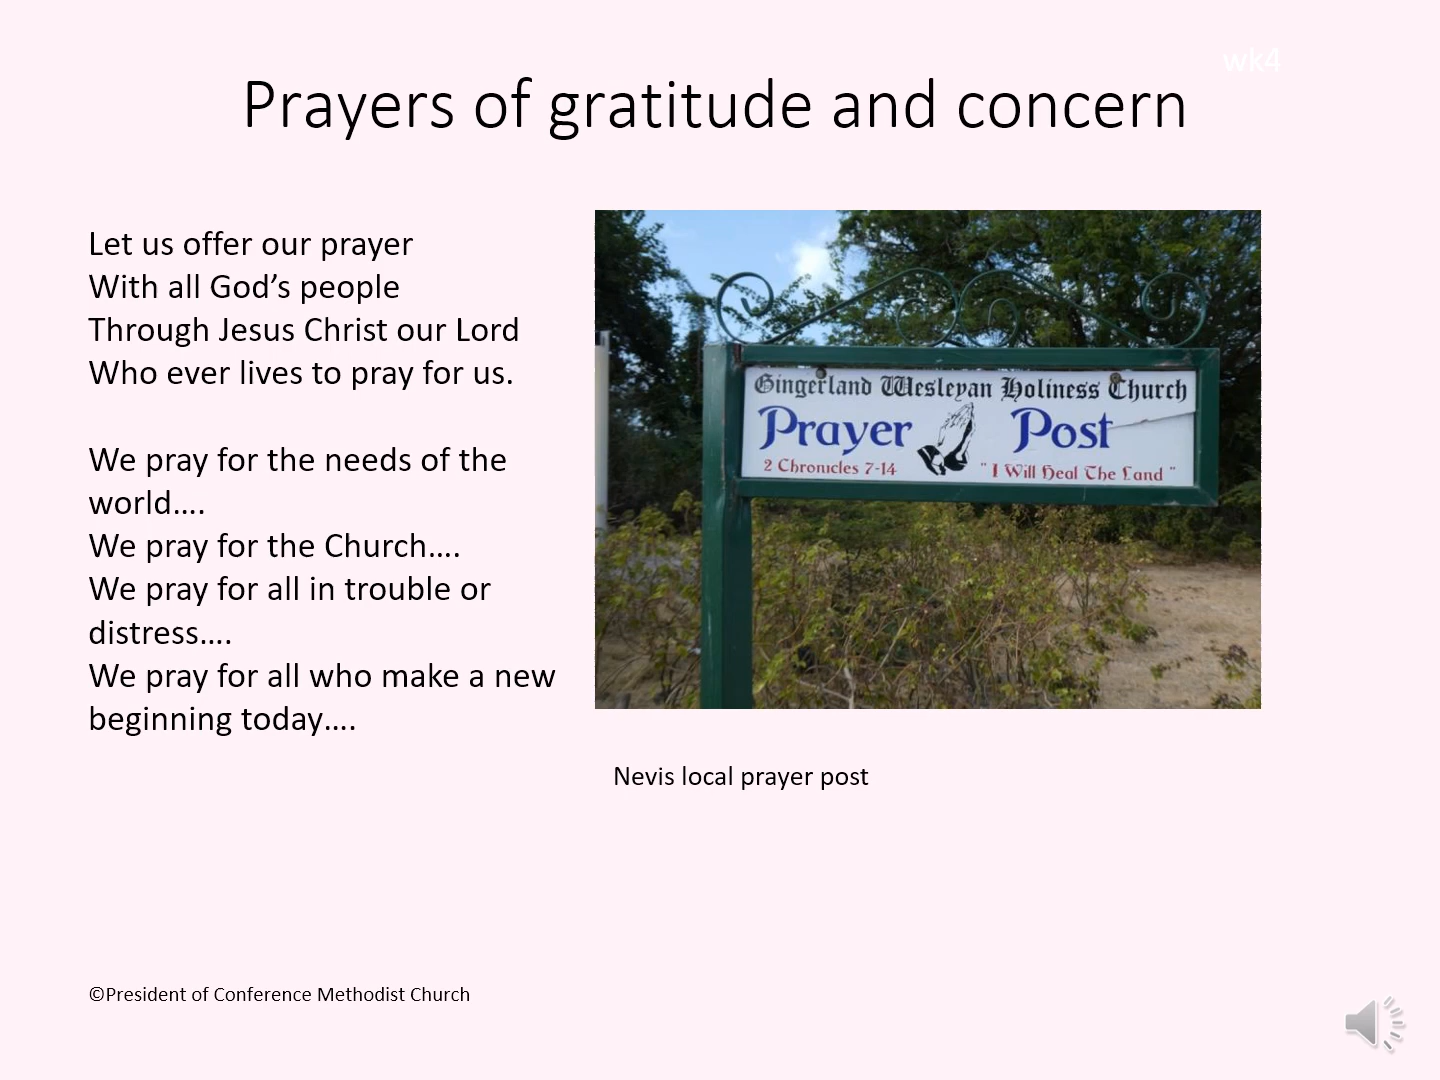 wk4
Prayers of gratitude and concern
Let us offer our prayer
With all God’s people
Through Jesus Christ our Lord
Who ever lives to pray for us.
We pray for the needs of the
world….
We pray for the Church….
We pray for all in trouble or
distress….
We pray for all who make a new
beginning today….
Gingerland Wesleyan Holiness Church
Prayer Post
2 Chronicles 7-14 "I Will Heal The Land"
Nevis local prayer post
©President of Conference Methodist Church